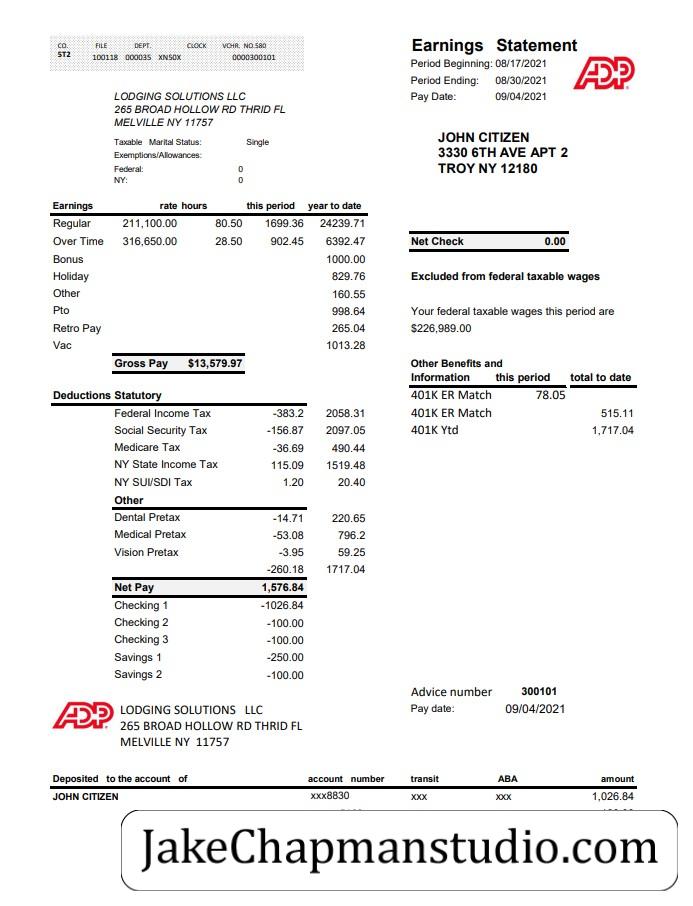 CO. FILE DEPT. CLOCK VCHR. NO.580
ST2 100118 000035 XN50X 0000300101
Earnings Statement
Period Beginning: 08/17/2021
Period Ending: 08/30/2021
Pay Date: 09/04/2021
ADP
LODGING SOLUTIONS LLC
265 BROAD HOLLOW RD THRID FL
MELVILLE NY 11757
Taxable Marital Status: Single
Exemptions/Allowances:
Federal: 0
NY: 0
JOHN CITIZEN
3330 6TH AVE APT 2
TROY NY 12180
Earnings rate hours this period year to date
Regular 211,100.00 80.50 1699.36 24239.71
Over Time 316,650.00 28.50 902.45 6392.47
Bonus 1000.00
Holiday 829.76
Other 160.55
Pto 998.64
Retro Pay 265.04
Vac 1013.28
Gross Pay $13,579.97
Net Check 0.00
Excluded from federal taxable wages
Your federal taxable wages this period are
$226,989.00
Other Benefits and
Information this period total to date
401K ER Match 78.05
401K ER Match 515.11
401K Ytd 1,717.04
Deductions Statutory
Federal Income Tax -383.2 2058.31
Social Security Tax -156.87 2097.05
Medicare Tax -36.69 490.44
NY State Income Tax 115.09 1519.48
NY SUI/SDI Tax 1.20 20.40
Other
Dental Pretax -14.71 220.65
Medical Pretax -53.08 796.2
Vision Pretax -3.95 59.25
-260.18 1717.04
Net Pay 1,576.84
Checking 1 -1026.84
Checking 2 -100.00
Checking 3 -100.00
Savings 1 -250.00
Savings 2 -100.00
Advice number 300101
Pay date: 09/04/2021
ADP
LODGING SOLUTIONS LLC
265 BROAD HOLLOW RD THRID FL
MELVILLE NY 11757
Deposited to the account of account number transit ABA amount
JOHN CITIZEN xxx8830 xxx xxx 1,026.84
JakeChapmanstudio.com